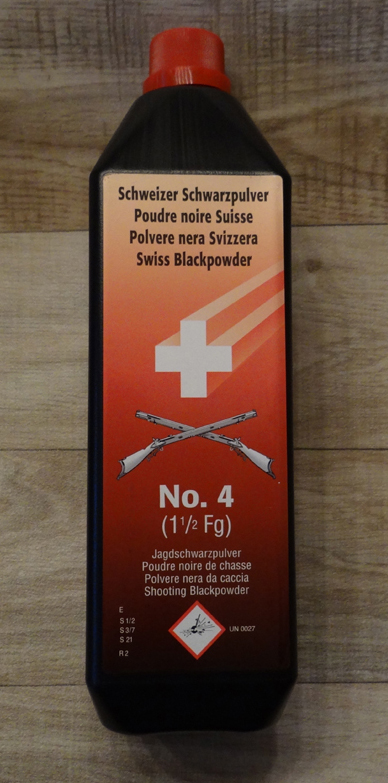 Schweizer Schwarzpulver
Poudre noire Suisse
Polvere nera Svizzera
Swiss Blackpowder
No. 4
(1 1/2 Fg)
Jagdschwarzpulver
Poudre noire de chasse
Polvere nera da caccia
Shooting Blackpowder
E
S 1/2
S 3/7
S 21
R 2
UN 0027